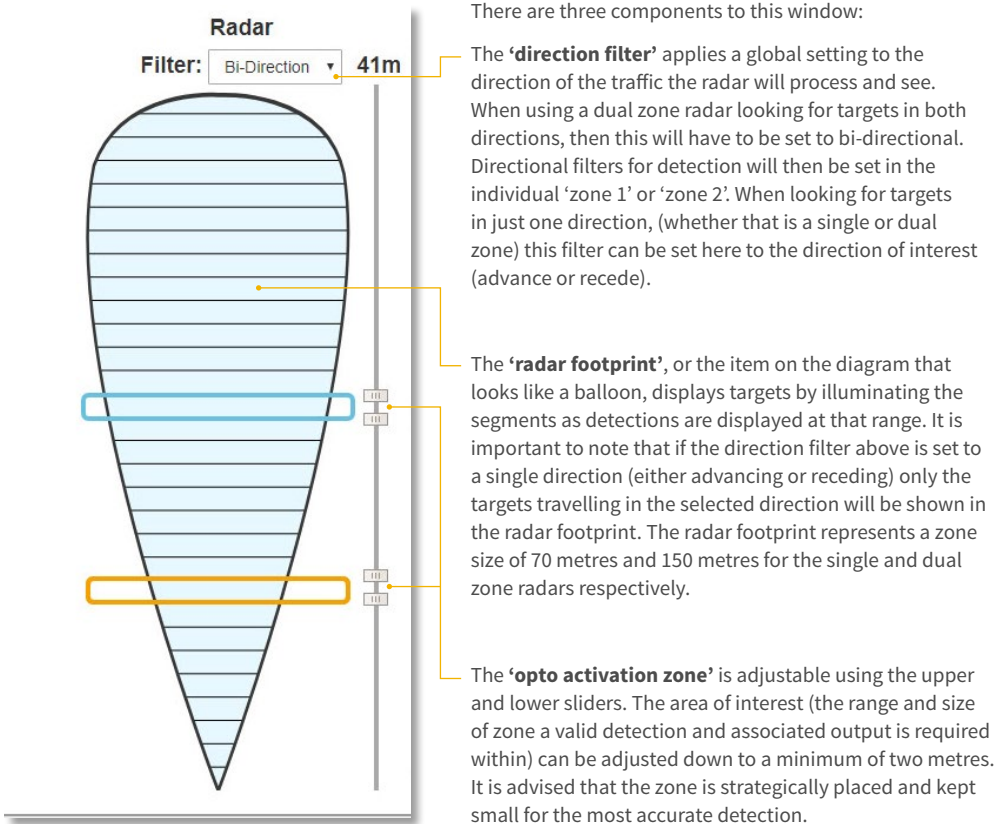 Radar
Filter: Bi-Direction 41m
There are three components to this window:
The ‘direction filter’ applies a global setting to the
direction of the traffic the radar will process and see.
When using a dual zone radar looking for targets in both
directions, then this will have to be set to bi-directional.
Directional filters for detection will then be set in the
individual ‘zone 1’ or ‘zone 2’. When looking for targets
in just one direction, (whether that is a single or dual
zone) this filter can be set here to the direction of interest
(advance or recede).
The ‘radar footprint’, or the item on the diagram that
looks like a balloon, displays targets by illuminating the
segments as detections are displayed at that range. It is
important to note that if the direction filter above is set to
a single direction (either advancing or receding) only the
targets travelling in the selected direction will be shown in
the radar footprint. The radar footprint represents a zone
size of 70 metres and 150 metres for the single and dual
zone radars respectively.
The ‘opto activation zone’ is adjustable using the upper
and lower sliders. The area of interest (the range and size
of zone a valid detection and associated output is required
within) can be adjusted down to a minimum of two metres.
It is advised that the zone is strategically placed and kept
small for the most accurate detection.